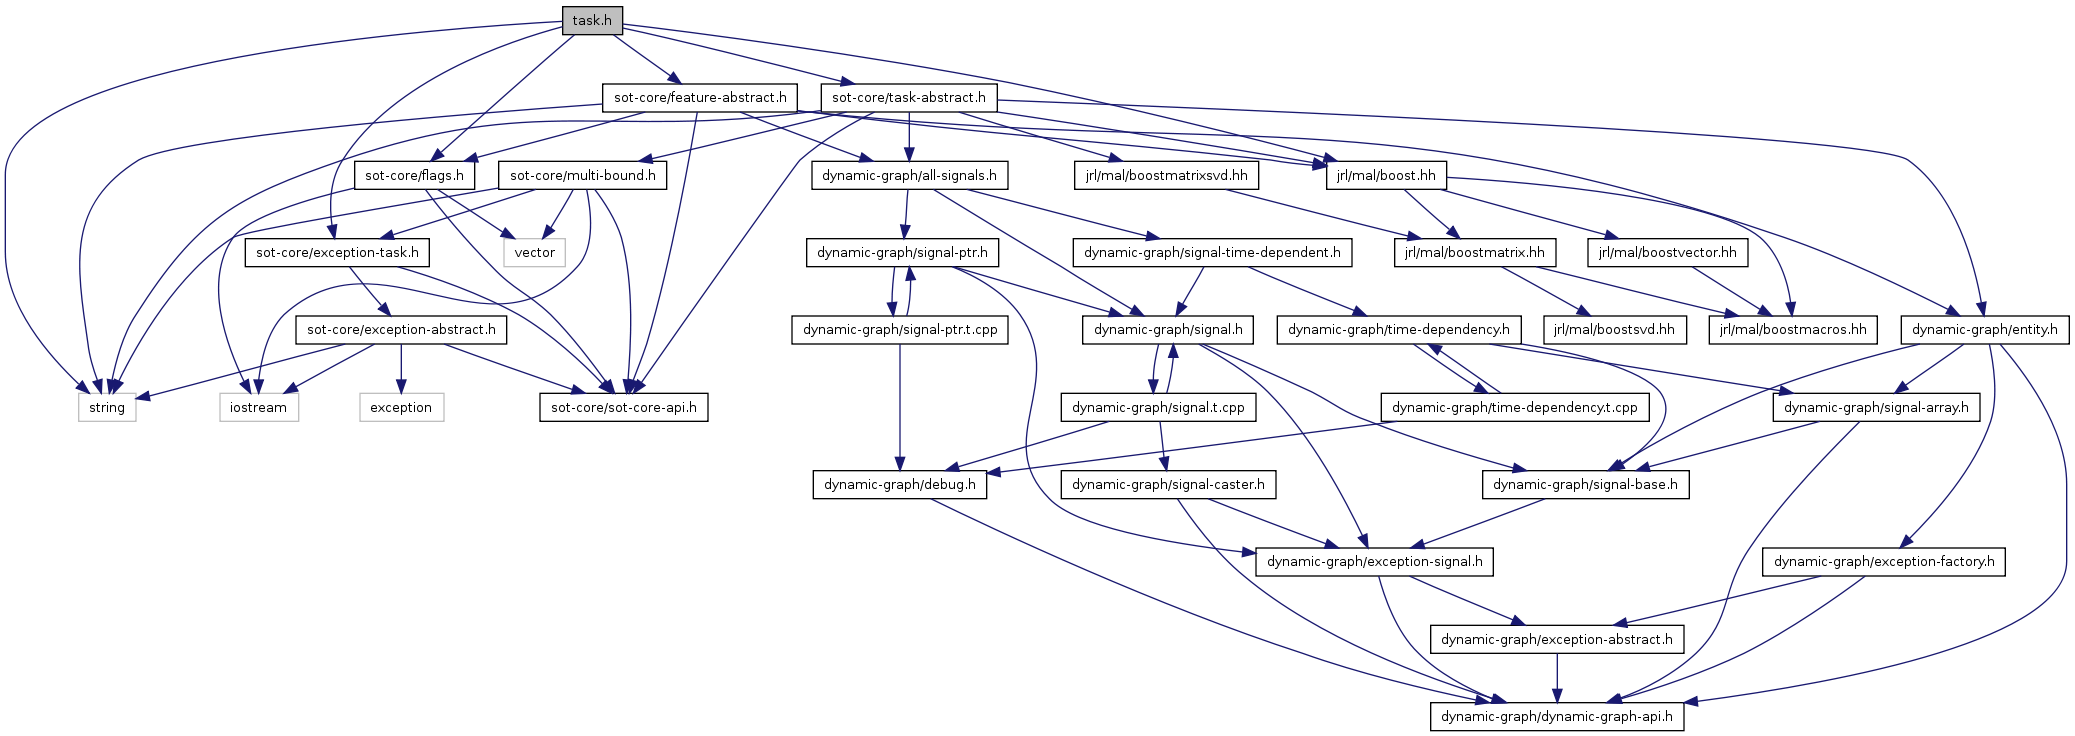 task.h
sot-core/feature-abstract.h
sot-core/task-abstract.h
sot-core/flags.h
sot-core/multi-bound.h
dynamic-graph/all-signals.h
jrl/mal/boostmatrixsvd.hh
jrl/mal/boost.hh
sot-core/exception-task.h
vector
dynamic-graph/signal-ptr.h
dynamic-graph/signal-time-dependent.h
jrl/mal/boostmatrix.hh
jrl/mal/boostvector.hh
sot-core/exception-abstract.h
dynamic-graph/signal-ptr.t.cpp
dynamic-graph/signal.h
dynamic-graph/time-dependency.h
jrl/mal/boostsvd.hh
jrl/mal/boostmacros.hh
dynamic-graph/entity.h
string
iostream
exception
sot-core/sot-core-api.h
dynamic-graph/signal.t.cpp
dynamic-graph/time-dependency.t.cpp
dynamic-graph/signal-array.h
dynamic-graph/debug.h
dynamic-graph/signal-caster.h
dynamic-graph/signal-base.h
dynamic-graph/exception-signal.h
dynamic-graph/exception-factory.h
dynamic-graph/exception-abstract.h
dynamic-graph/dynamic-graph-api.h